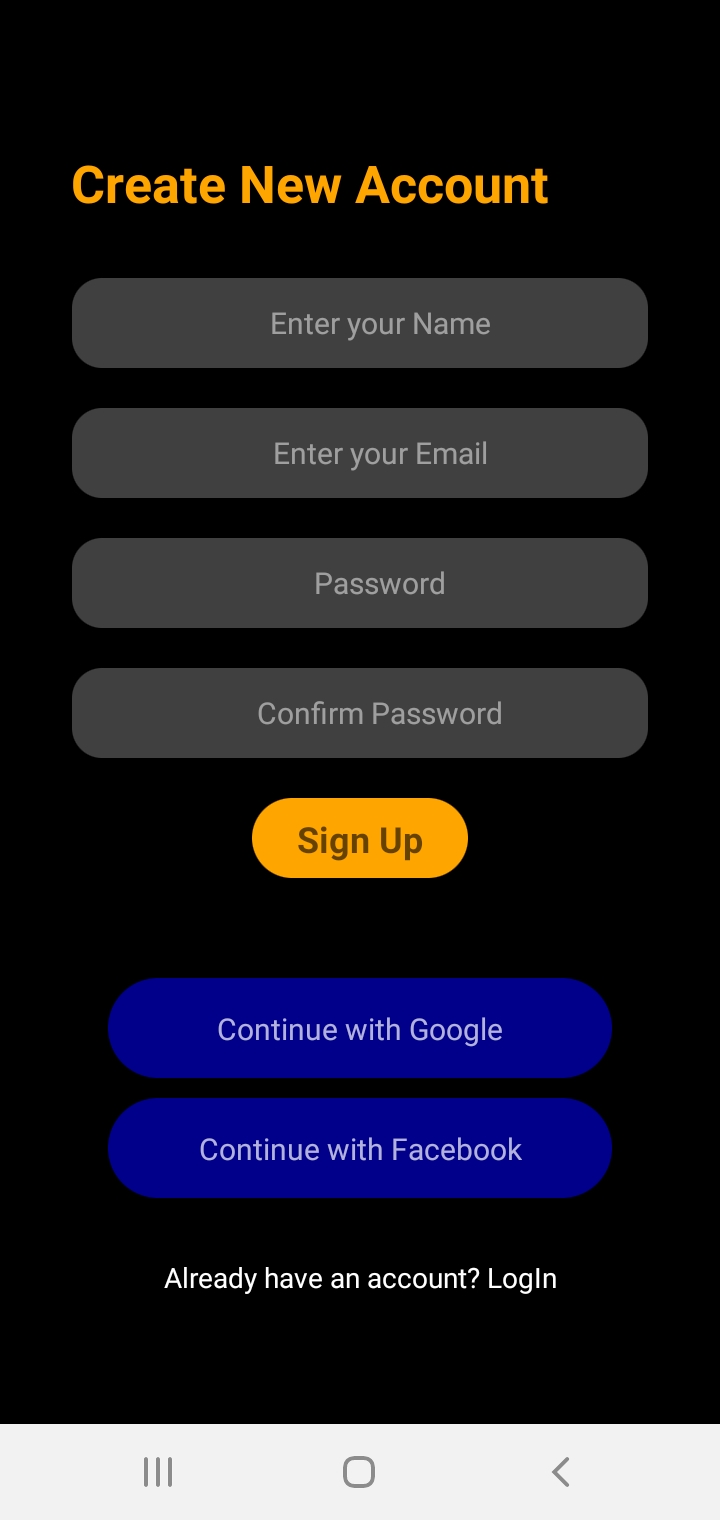 Create New Account
Enter your Name
Enter your Email
Password
Confirm Password
Sign Up
Continue with Google
Continue with Facebook
Already have an account? LogIn